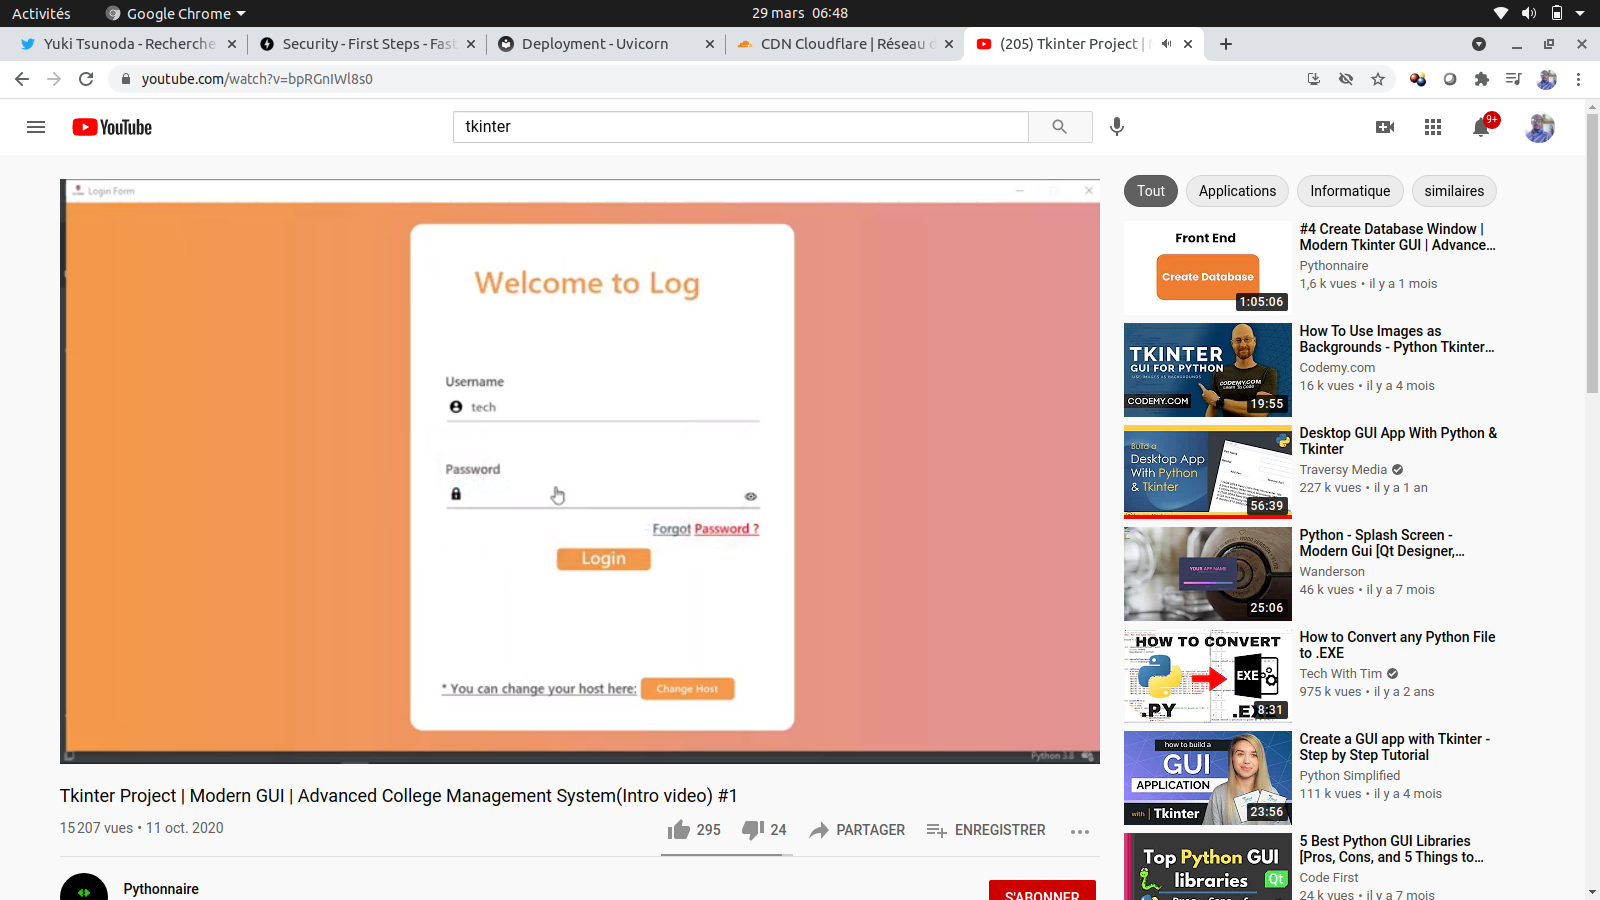 Activités
Google Chrome
29 mars 06:48
Yuki Tsunoda - Recherche
Security - First Steps - Fast
Deployment - Uvicorn
CDN Cloudflare | Réseau d
(205) Tkinter Project |
youtube.com/watch?v=bpRGnIWl8s0
YouTube
tkinter
9+
Login Form
Welcome to Log
Username
tech
Password
Forgot Password ?
Login
* You can change your host here:
Change Host
Python 3.8
Tkinter Project | Modern GUI | Advanced College Management System(Intro video) #1
15 207 vues • 11 oct. 2020
295
24
PARTAGER
ENREGISTRER
Pythonnaire
S'ABONNER
Tout
Applications
Informatique
similaires
Front End
Create Database
1:05:06
#4 Create Database Window |
Modern Tkinter GUI | Advance...
Pythonnaire
1,6 k vues • il y a 1 mois
TKINTER
GUI FOR PYTHON
USE IMAGES AS BACKGROUNDS
CODEMY.COM
LEARN TO CODE
CODEMY.COM
19:55
How To Use Images as
Backgrounds - Python Tkinter...
Codemy.com
16 k vues • il y a 4 mois
Build a
Desktop App
With Python
& Tkinter
56:39
Desktop GUI App With Python &
Tkinter
Traversy Media
227 k vues • il y a 1 an
YOUR APP NAME
25:06
Python - Splash Screen -
Modern Gui [Qt Designer,...
Wanderson
46 k vues • il y a 7 mois
HOW TO CONVERT
EXE
.PY
8:31
How to Convert any Python File
to .EXE
Tech With Tim
975 k vues • il y a 2 ans
how to build a
GUI
APPLICATION
with | Tkinter
23:56
Create a GUI app with Tkinter -
Step by Step Tutorial
Python Simplified
111 k vues • il y a 4 mois
Top Python GUI
libraries
Qt
5 Best Python GUI Libraries
[Pros, Cons, and 5 Things to...
Code First
24 k vues • il y a 7 mois